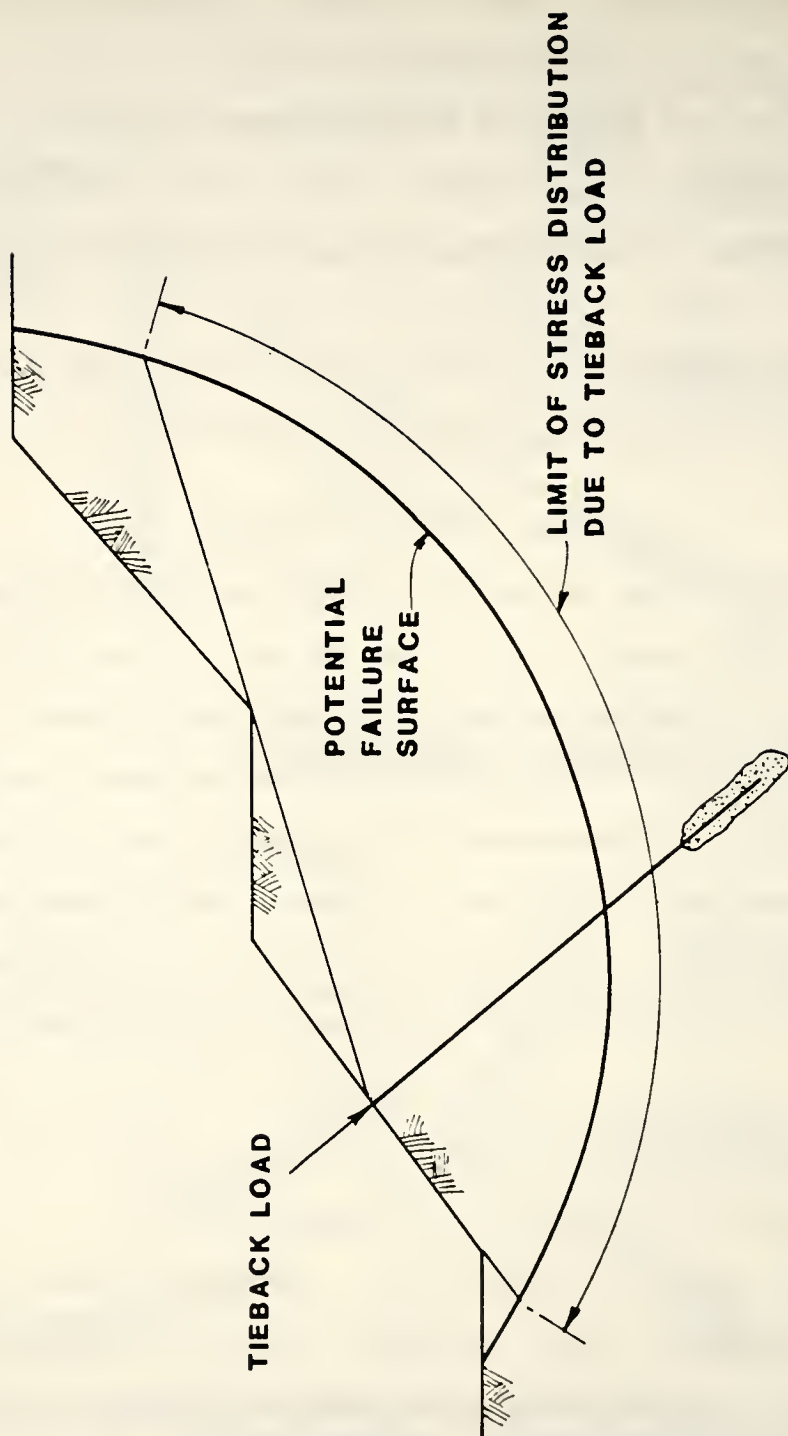 TIEBACK LOAD
POTENTIAL
FAILURE
SURFACE
LIMIT OF STRESS DISTRIBUTION
DUE TO TIEBACK LOAD